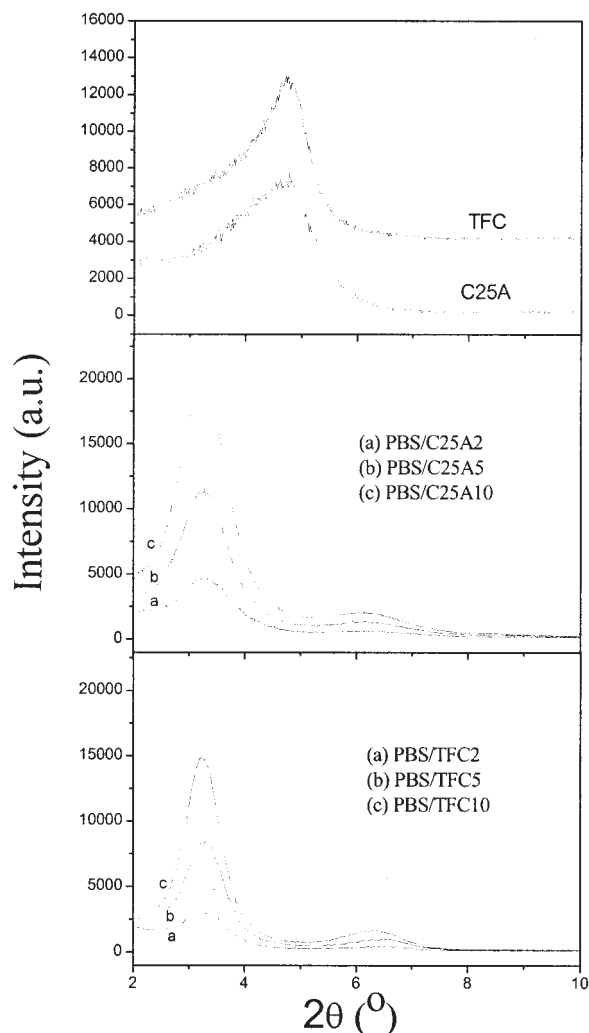 Intensity (a.u.)
16000
14000
12000
10000
8000
6000
4000
2000
0
TFC
C25A
20000
15000
10000
5000
0
(a) PBS/C25A2
(b) PBS/C25A5
(c) PBS/C25A10
c
b
a
20000
15000
10000
5000
0
(a) PBS/TFC2
(b) PBS/TFC5
(c) PBS/TFC10
c
b
a
2 4 6 8 10
2θ (°)